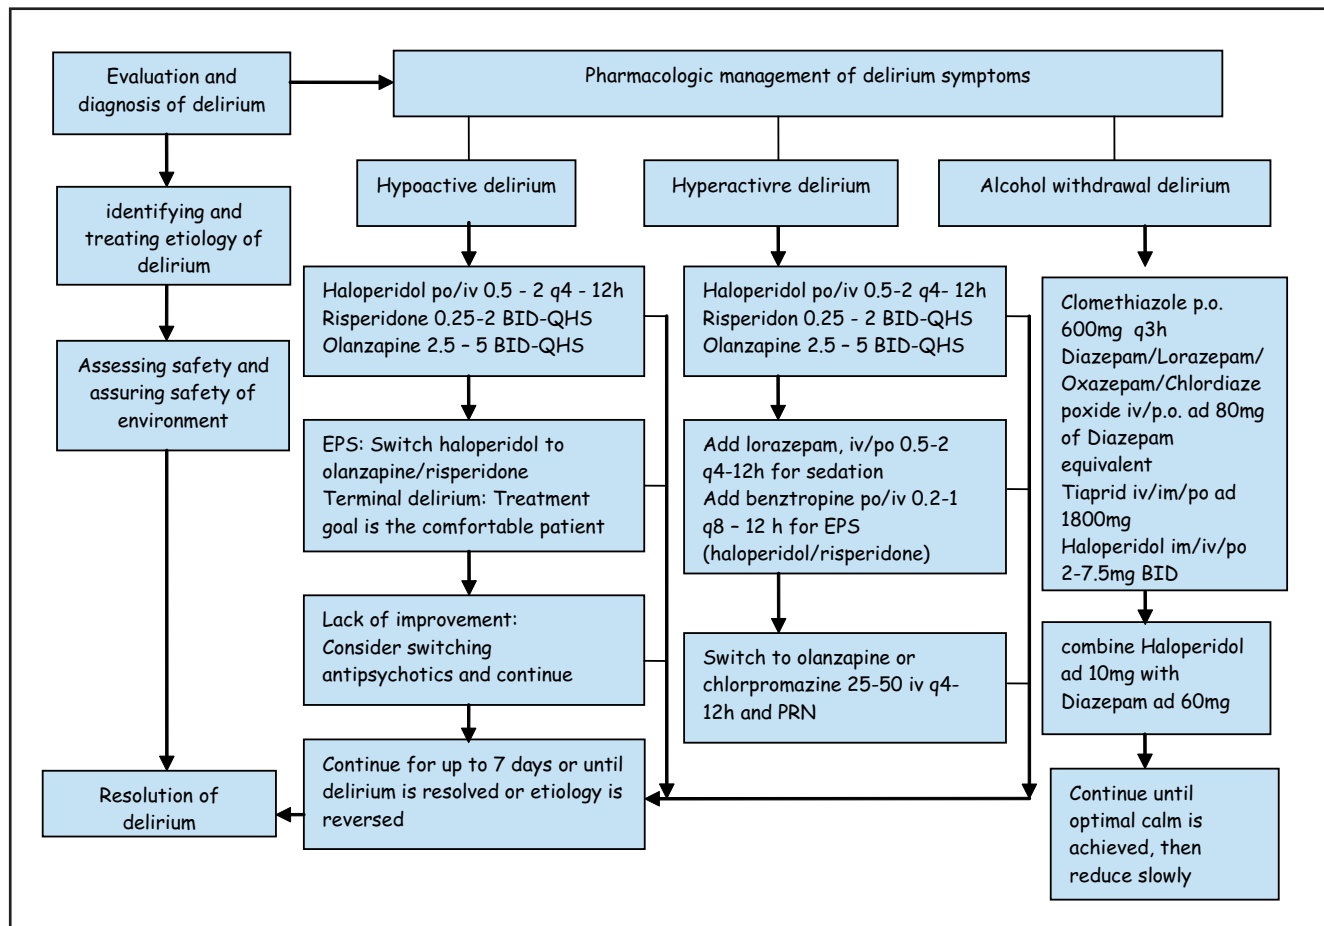 Evaluation and
diagnosis of delirium
Pharmacologic management of delirium symptoms
identifying and
treating etiology of
delirium
Assessing safety and
assuring safety of
environment
Resolution of
delirium
Hypoactive delirium
Haloperidol po/iv 0.5 - 2 q4 - 12h
Risperidone 0.25-2 BID-QHS
Olanzapine 2.5 – 5 BID-QHS
EPS: Switch haloperidol to
olanzapine/risperidone
Terminal delirium: Treatment
goal is the comfortable patient
Lack of improvement:
Consider switching
antipsychotics and continue
Continue for up to 7 days or until
delirium is resolved or etiology is
reversed
Hyperactivre delirium
Haloperidol po/iv 0.5-2 q4- 12h
Risperidon 0.25 - 2 BID-QHS
Olanzapine 2.5 – 5 BID-QHS
Add lorazepam, iv/po 0.5-2
q4-12h for sedation
Add benztropine po/iv 0.2-1
q8 – 12 h for EPS
(haloperidol/risperidone)
Switch to olanzapine or
chlorpromazine 25-50 iv q4-
12h and PRN
Alcohol withdrawal delirium
Clomethiazole p.o.
600mg q3h
Diazepam/Lorazepam/
Oxazepam/Chlordiaze
poxide iv/p.o. ad 80mg
of Diazepam
equivalent
Tiaprid iv/im/po ad
1800mg
Haloperidol im/iv/po
2-7.5mg BID
combine Haloperidol
ad 10mg with
Diazepam ad 60mg
Continue until
optimal calm is
achieved, then
reduce slowly